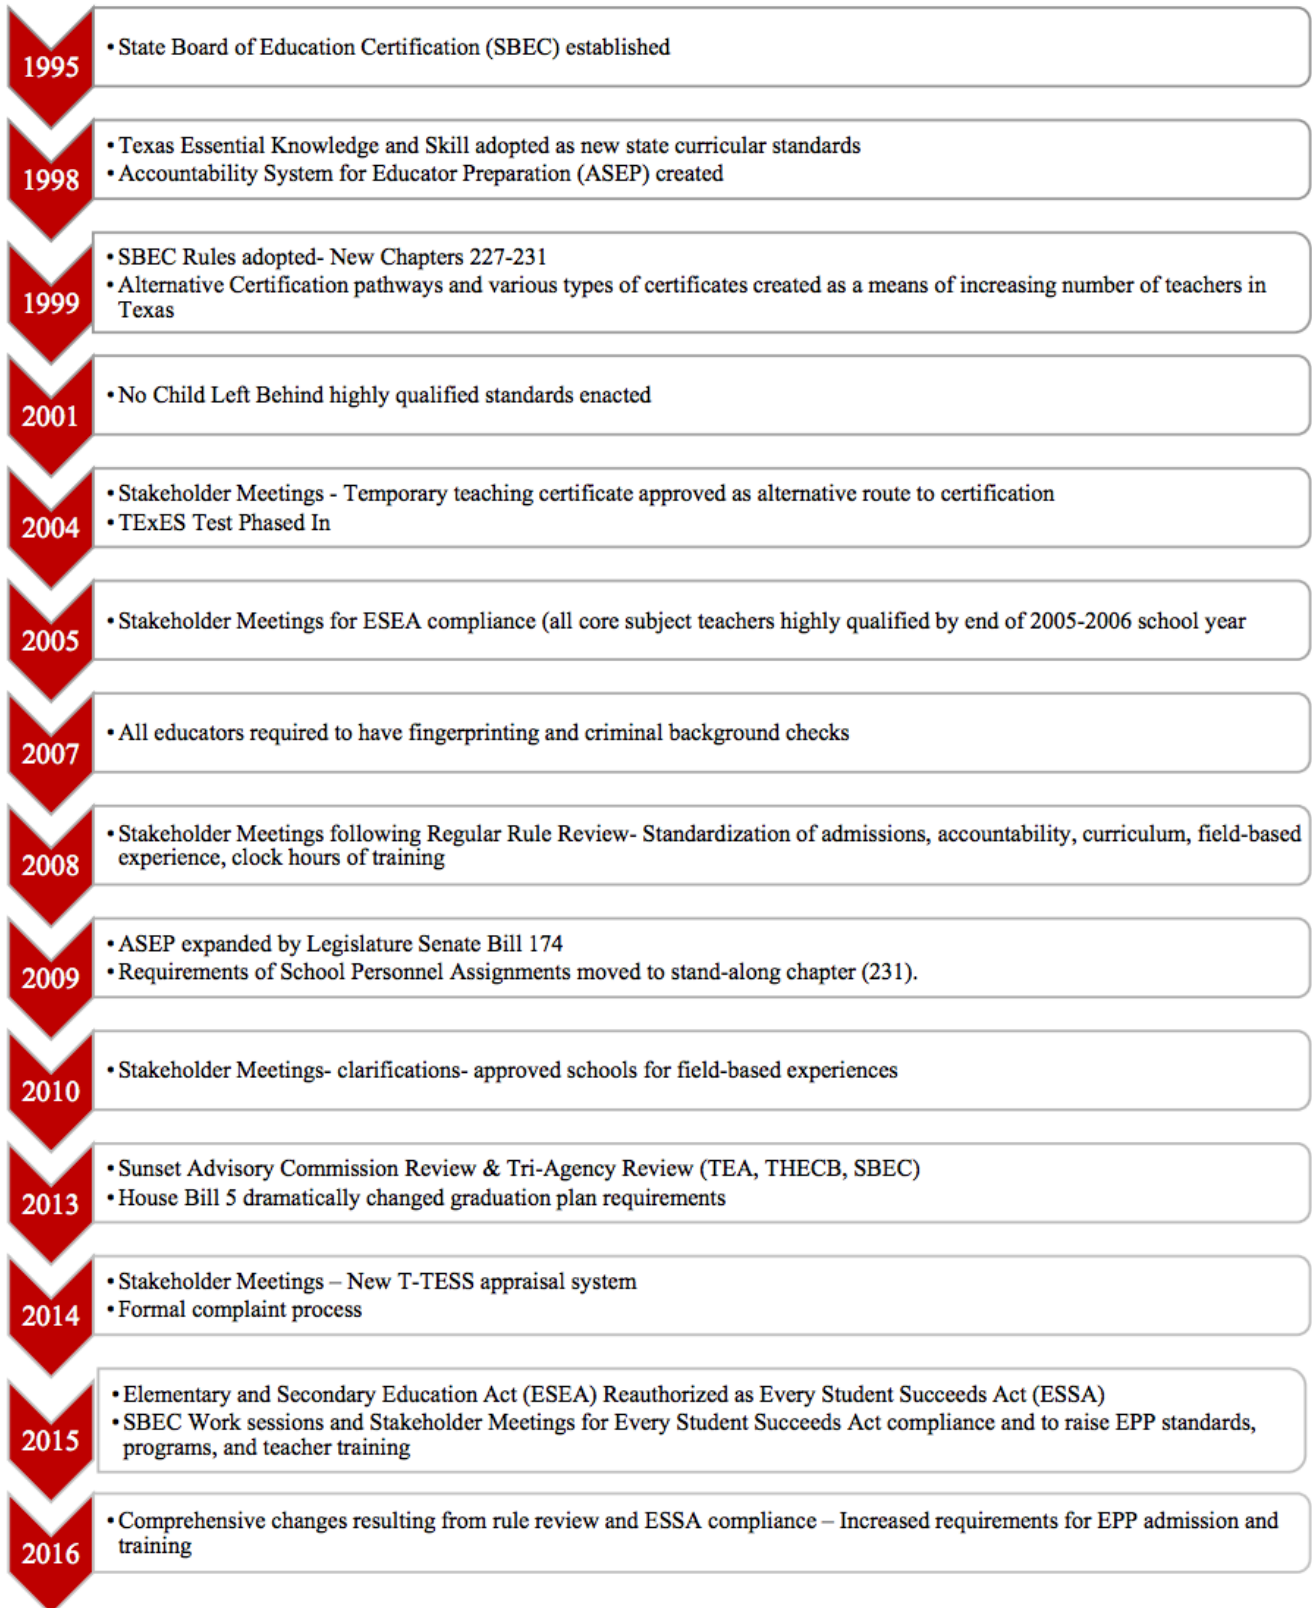 1995
• State Board of Education Certification (SBEC) established
1998
• Texas Essential Knowledge and Skill adopted as new state curricular standards
• Accountability System for Educator Preparation (ASEP) created
1999
• SBEC Rules adopted- New Chapters 227-231
• Alternative Certification pathways and various types of certificates created as a means of increasing number of teachers in
Texas
2001
• No Child Left Behind highly qualified standards enacted
2004
• Stakeholder Meetings - Temporary teaching certificate approved as alternative route to certification
• TExES Test Phased In
2005
• Stakeholder Meetings for ESEA compliance (all core subject teachers highly qualified by end of 2005-2006 school year
2007
• All educators required to have fingerprinting and criminal background checks
2008
• Stakeholder Meetings following Regular Rule Review- Standardization of admissions, accountability, curriculum, field-based
experience, clock hours of training
2009
• ASEP expanded by Legislature Senate Bill 174
• Requirements of School Personnel Assignments moved to stand-along chapter (231).
2010
• Stakeholder Meetings- clarifications- approved schools for field-based experiences
2013
• Sunset Advisory Commission Review & Tri-Agency Review (TEA, THECB, SBEC)
• House Bill 5 dramatically changed graduation plan requirements
2014
• Stakeholder Meetings – New T-TESS appraisal system
• Formal complaint process
2015
• Elementary and Secondary Education Act (ESEA) Reauthorized as Every Student Succeeds Act (ESSA)
• SBEC Work sessions and Stakeholder Meetings for Every Student Succeeds Act compliance and to raise EPP standards,
programs, and teacher training
2016
• Comprehensive changes resulting from rule review and ESSA compliance – Increased requirements for EPP admission and
training